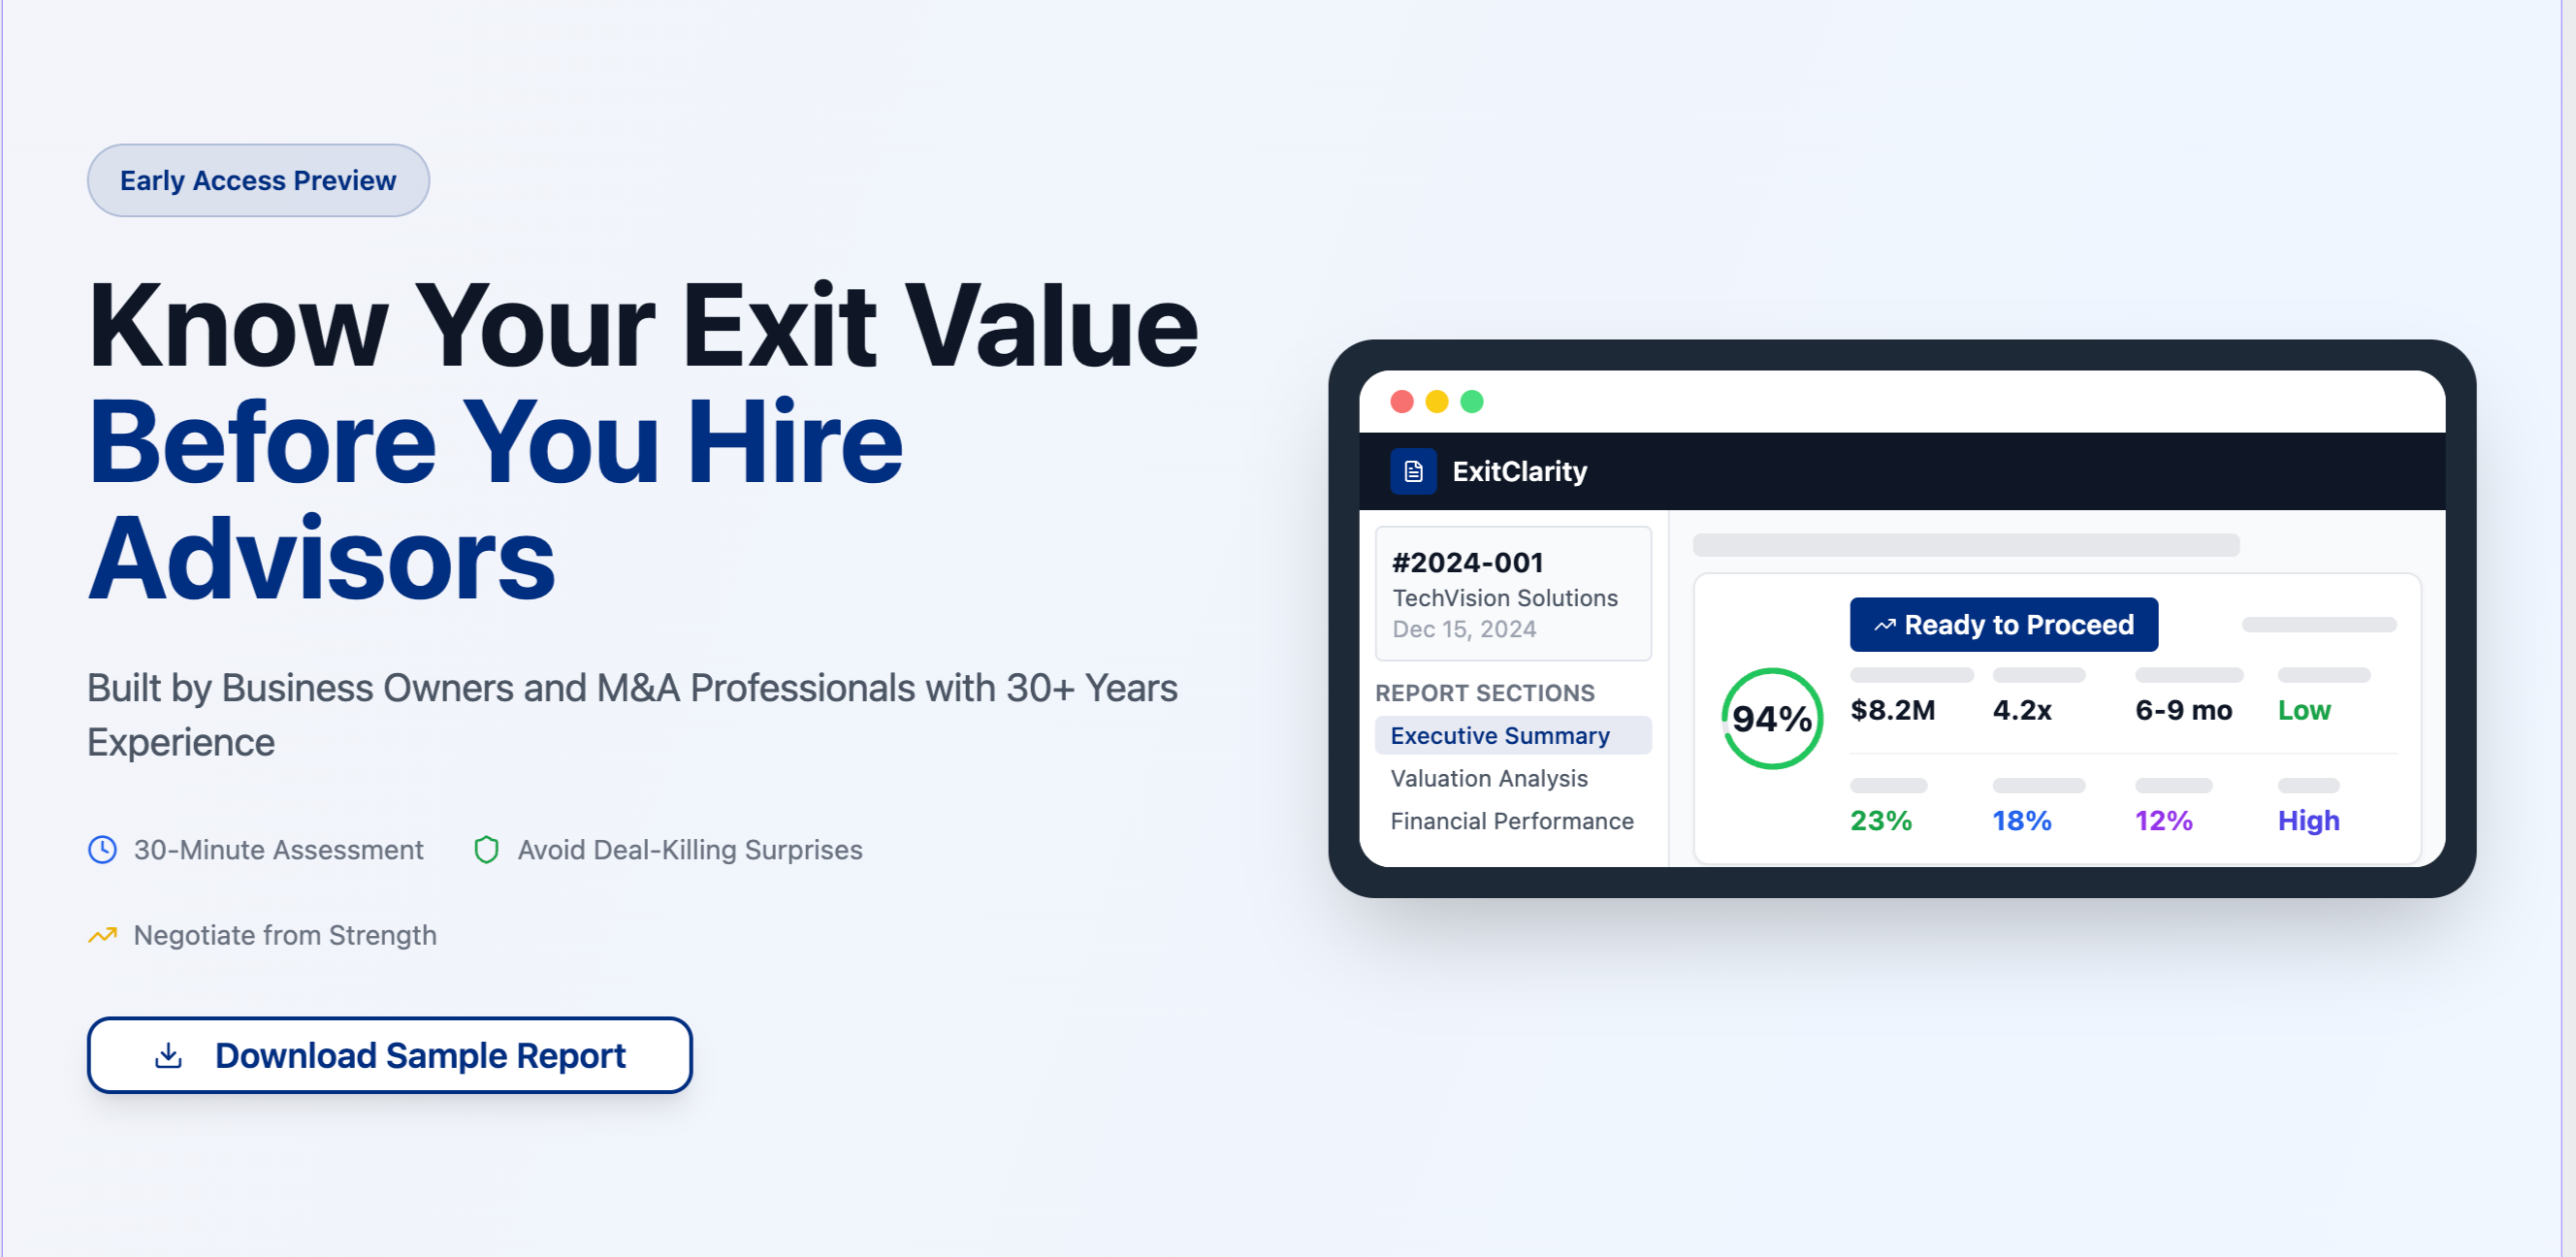 Early Access Preview
Know Your Exit Value
Before You Hire
Advisors
Built by Business Owners and M&A Professionals with 30+ Years
Experience
30-Minute Assessment
Avoid Deal-Killing Surprises
Negotiate from Strength
Download Sample Report
ExitClarity
#2024-001
TechVision Solutions
Dec 15, 2024
REPORT SECTIONS
Executive Summary
Valuation Analysis
Financial Performance
Ready to Proceed
94%
$8.2M 4.2x 6-9 mo Low
23% 18% 12% High